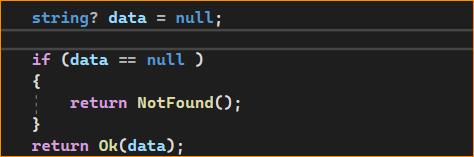 string? data = null;
if (data == null )
{
return NotFound();
}
return Ok(data);